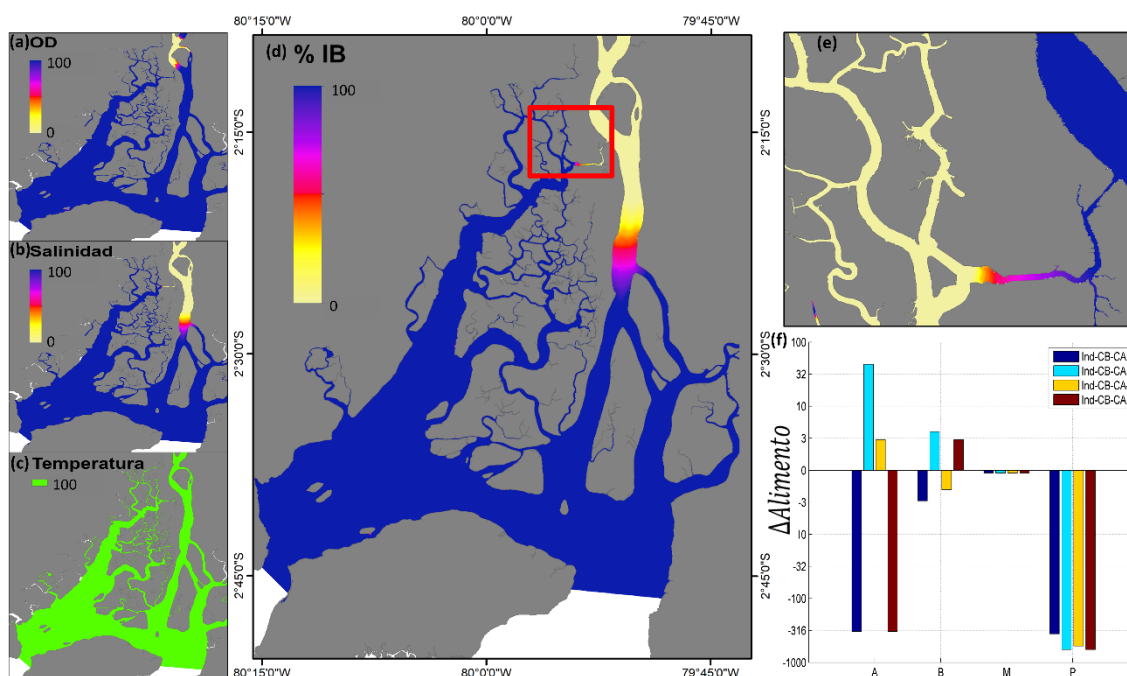 80°15'0"W
80°0'0"W
79°45'0"W
(a) OD
100
0
(b) Salinidad
100
0
(c) Temperatura
100
(d) % IB
100
0
2°15'0"S
2°30'0"S
2°45'0"S
2°15'0"S
2°30'0"S
2°45'0"S
80°15'0"W
80°0'0"W
79°45'0"W
(e)
(f)
ΔAlimento
100
32
10
3
0
-3
10
-32
-100
-316
-1000
Ind-CB-CA
Ind-CB-CA
Ind-CB-CA
Ind-CB-CA
A
B
M
P